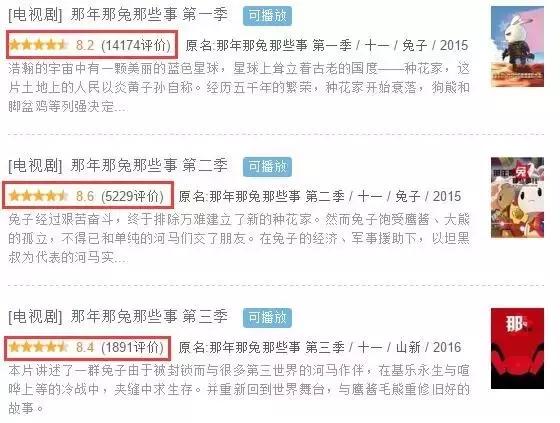 [电视剧] 那年那兔那些事 第一季 可播放
8.2 (14174评价) 原名:那年那兔那些事 第一季 / 十一 / 兔子 / 2015
浩瀚的宇宙中有一颗美丽的蓝色星球，星球上耸立着古老的国度——种花家，这
片土地上的人民以炎黄子孙自称。经历五千年的繁荣，种花家开始衰落，狗熊和
脚盆鸡等列强决定...
[电视剧] 那年那兔那些事 第二季 可播放
8.6 (5229评价) 原名:那年那兔那些事 第二季 / 十一 / 兔子 / 2015
兔子经过艰苦奋斗，终于排除万难建立了新的种花家。然而兔子饱受鹰酱、大熊
的孤立，不得已和单纯的河马们交了朋友。在兔子的经济、军事援助下，以坦黑
叔为代表的河马实...
[电视剧] 那年那兔那些事 第三季 可播放
8.4 (1891评价) 原名:那年那兔那些事 第三季 / 十一 / 山新 / 2016
本片讲述了一群兔子由于被封锁而与很多第三世界的河马作伴，在基乐永生与喧
哗上等的冷战中，夹缝中求生存。并重新回到世界舞台，与鹰酱毛熊重修旧好的
故事。
那